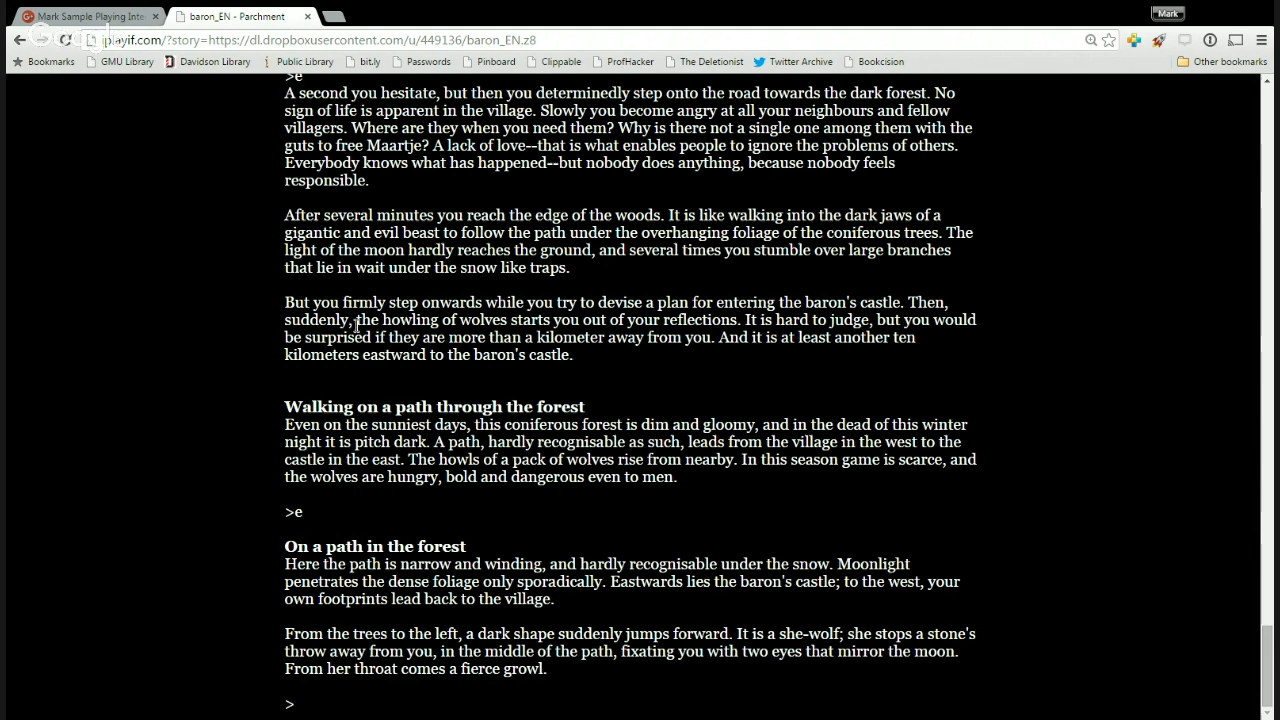 Mark Sample Playing Inte
baron_EN - Parchment
Mark
iplayif.com/?story=https://dl.dropboxusercontent.com/u/449136/baron_EN.z8
Bookmarks GMU Library Davidson Library Public Library bit.ly Passwords Pinboard Clippable ProfHacker The Deletionist Twitter Archive Bookcision Other bookmarks
>e
A second you hesitate, but then you determinedly step onto the road towards the dark forest. No
sign of life is apparent in the village. Slowly you become angry at all your neighbours and fellow
villagers. Where are they when you need them? Why is there not a single one among them with the
guts to free Maartje? A lack of love--that is what enables people to ignore the problems of others.
Everybody knows what has happened--but nobody does anything, because nobody feels
responsible.
After several minutes you reach the edge of the woods. It is like walking into the dark jaws of a
gigantic and evil beast to follow the path under the overhanging foliage of the coniferous trees. The
light of the moon hardly reaches the ground, and several times you stumble over large branches
that lie in wait under the snow like traps.
But you firmly step onwards while you try to devise a plan for entering the baron's castle. Then,
suddenly, the howling of wolves starts you out of your reflections. It is hard to judge, but you would
be surprised if they are more than a kilometer away from you. And it is at least another ten
kilometers eastward to the baron's castle.
Walking on a path through the forest
Even on the sunniest days, this coniferous forest is dim and gloomy, and in the dead of this winter
night it is pitch dark. A path, hardly recognisable as such, leads from the village in the west to the
castle in the east. The howls of a pack of wolves rise from nearby. In this season game is scarce, and
the wolves are hungry, bold and dangerous even to men.
>e
On a path in the forest
Here the path is narrow and winding, and hardly recognisable under the snow. Moonlight
penetrates the dense foliage only sporadically. Eastwards lies the baron's castle; to the west, your
own footprints lead back to the village.
From the trees to the left, a dark shape suddenly jumps forward. It is a she-wolf; she stops a stone's
throw away from you, in the middle of the path, fixating you with two eyes that mirror the moon.
From her throat comes a fierce growl.
>